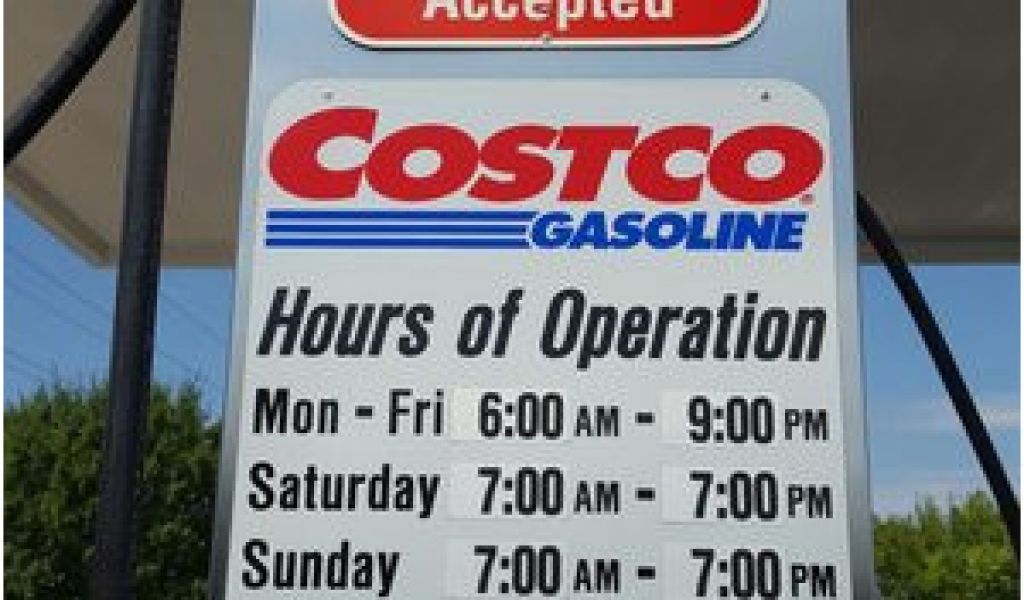 Accepted
COSTCO
GASOLINE
Hours of Operation
Mon - Fri 6:00 AM - 9:00 PM
Saturday 7:00 AM - 7:00 PM
Sunday 7:00 AM - 7:00 PM